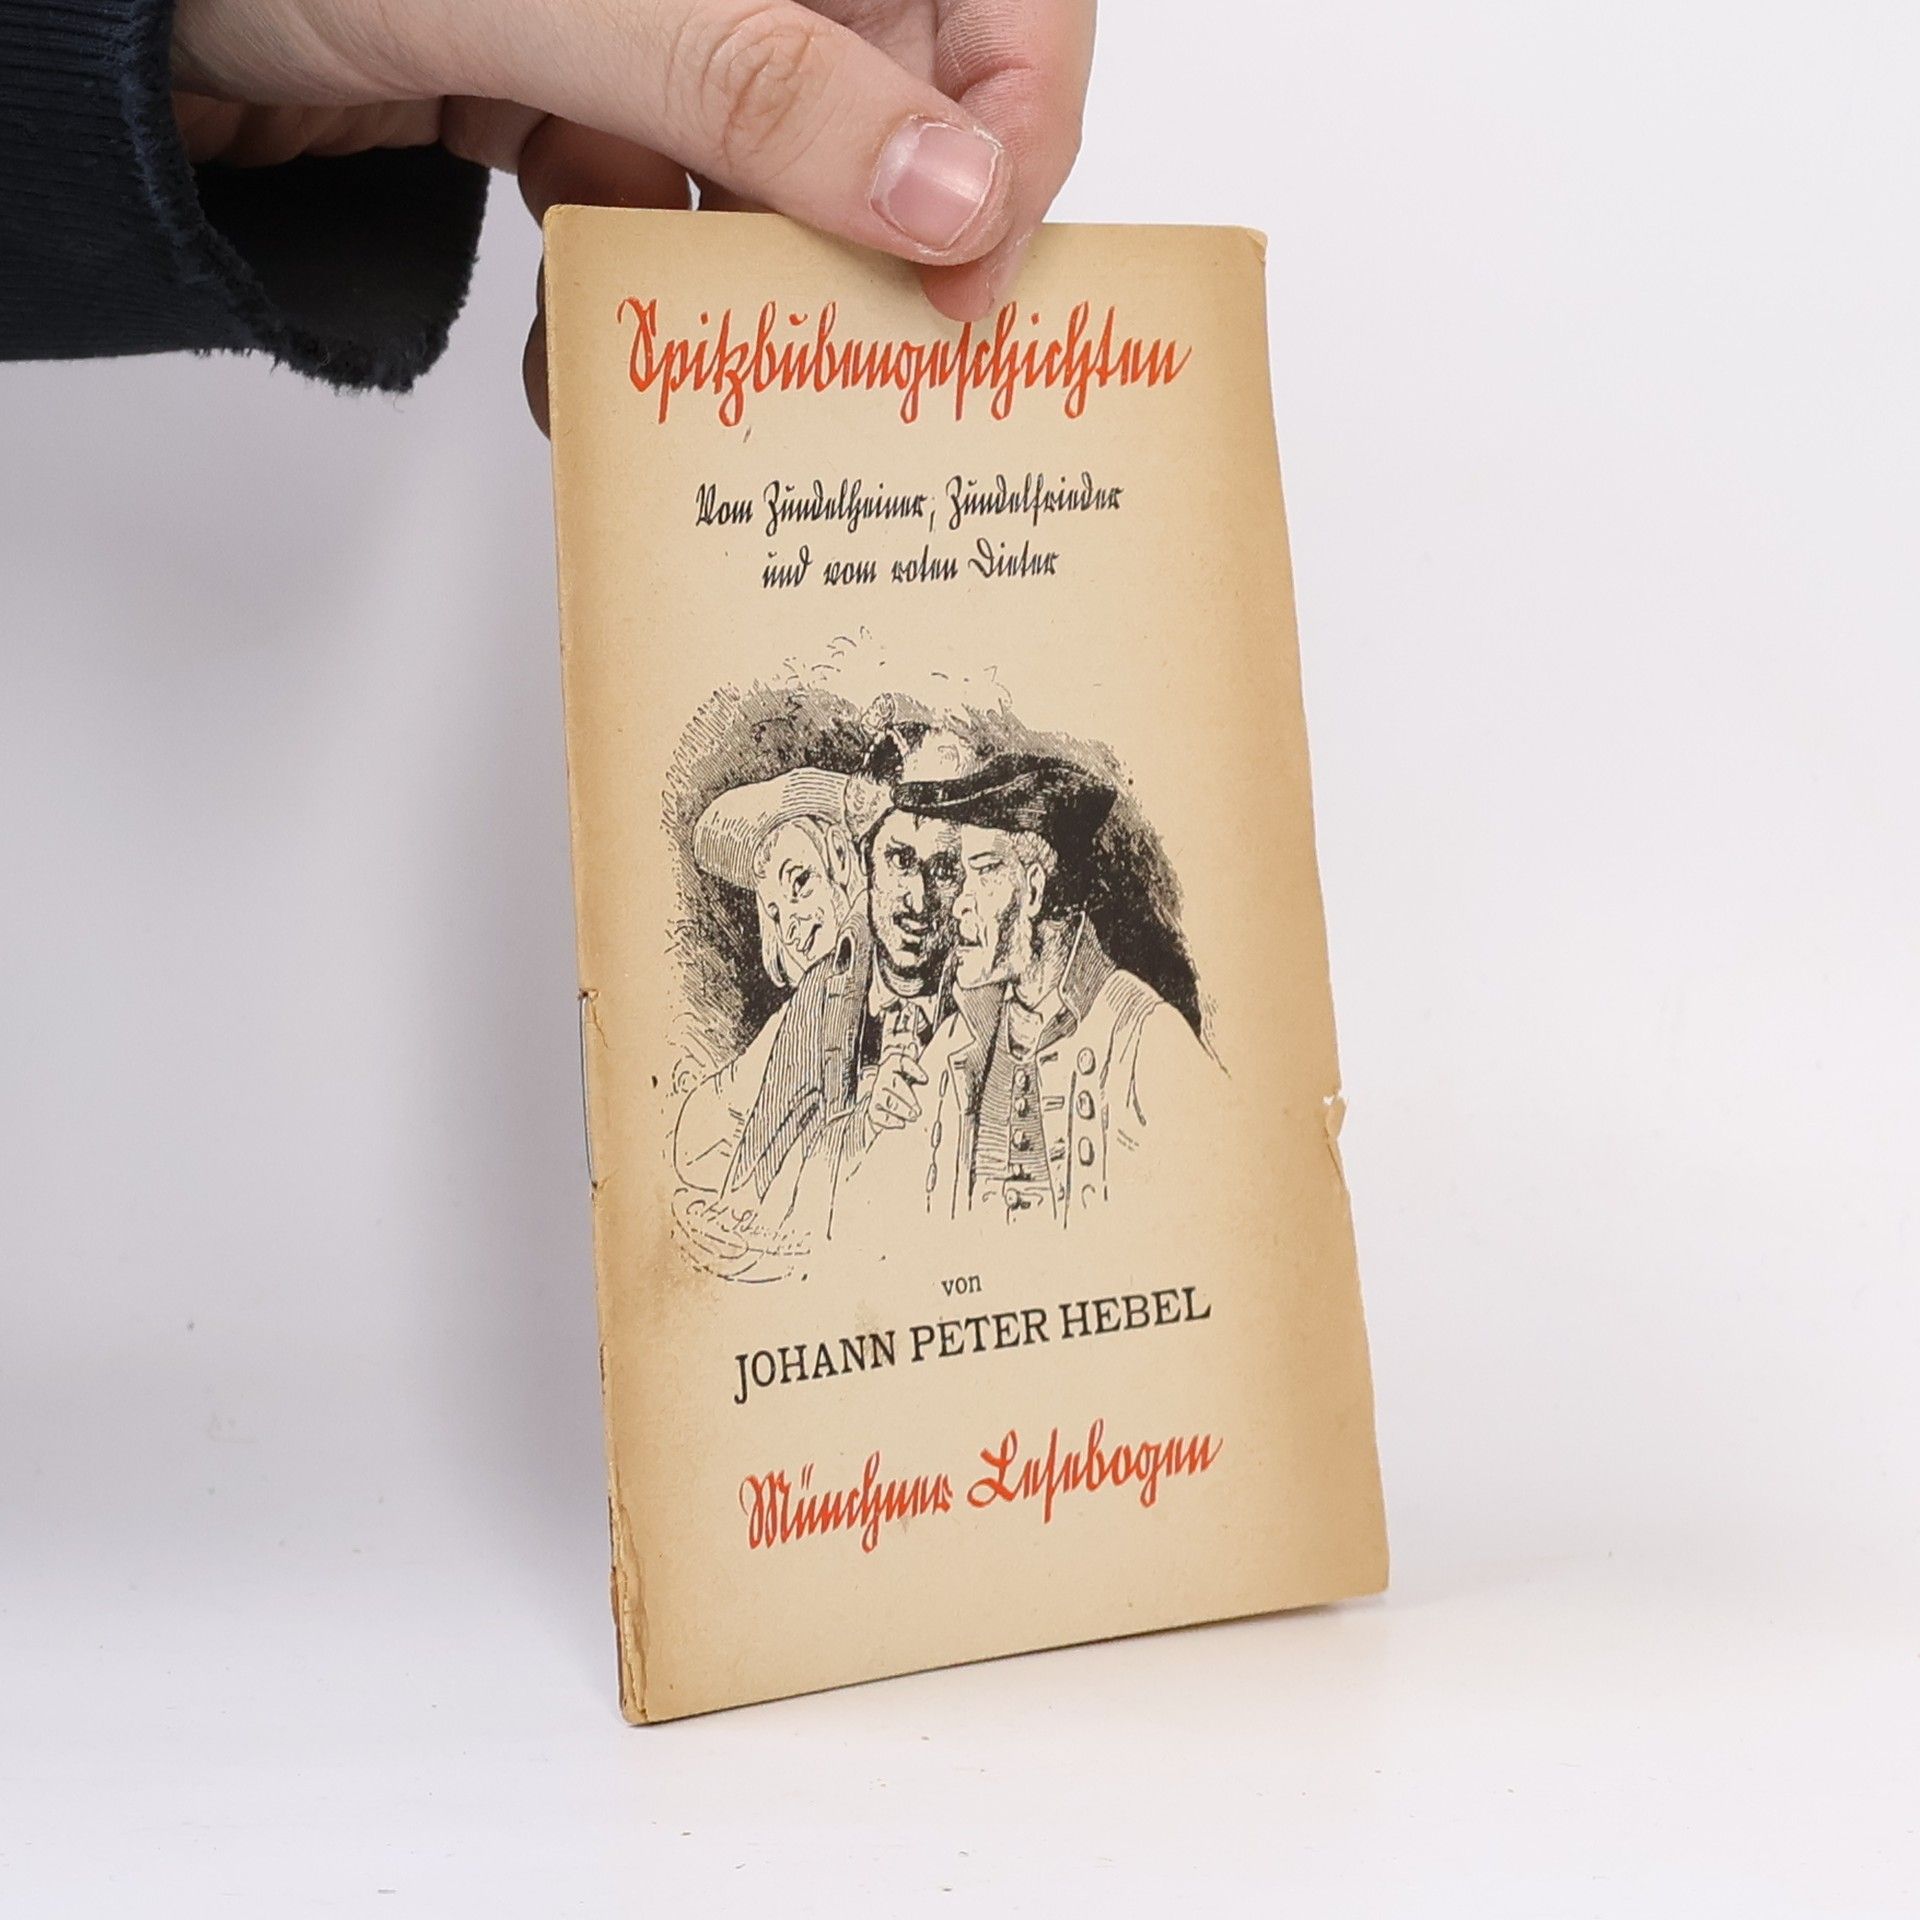 Spitzbubengeschichten
Vom Zundelheiner, Zundelfrieder
und vom roten Dieter
von
JOHANN PETER HEBEL
Münchner Lesebogen